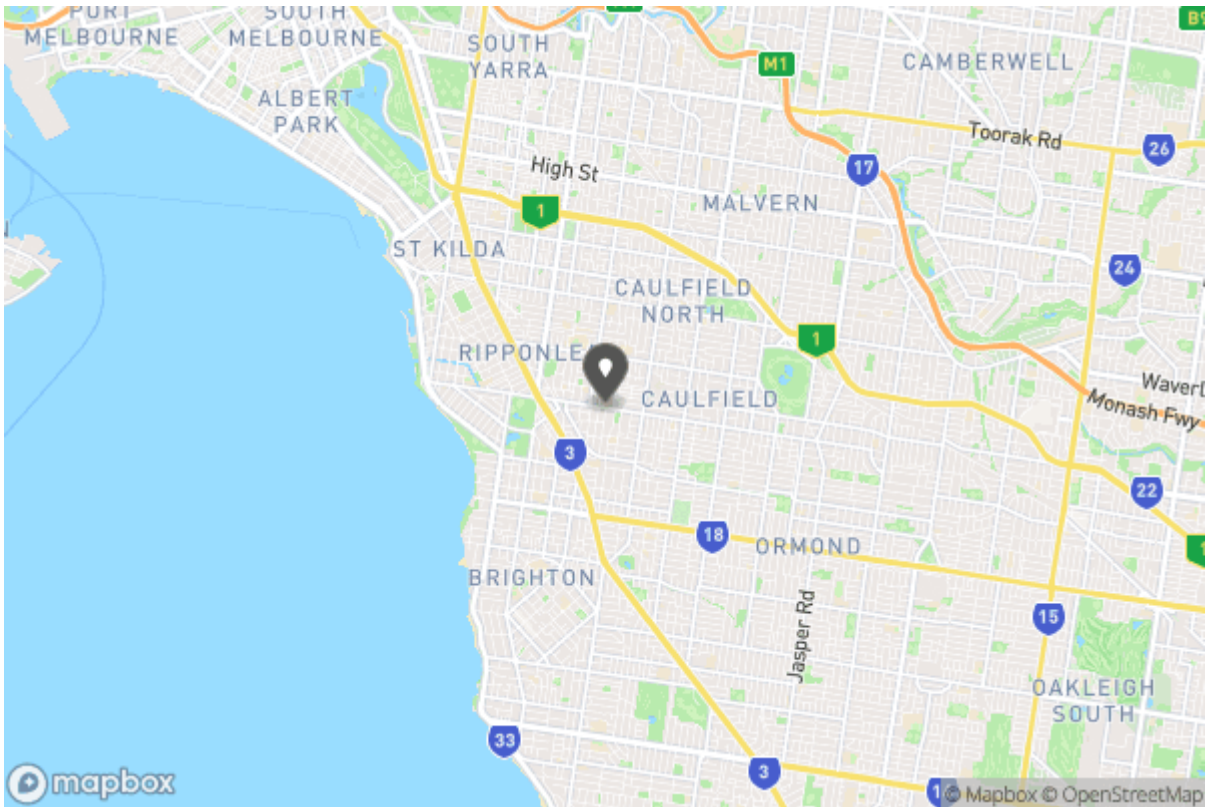 PORT
MELBOURNE
SOUTH
MELBOURNE
SOUTH
YARRA
M1
CAMBERWELL
ALBERT
PARK
Toorak Rd
26
High St
17
MALVERN
1
ST KILDA
24
CAULFIELD
NORTH
1
RIPPONLEA
CAULFIELD
Monash Fwy
3
22
18
ORMOND
BRIGHTON
15
Jasper Rd
OAKLEIGH
SOUTH
33
3
mapbox
© Mapbox © OpenStreetMap